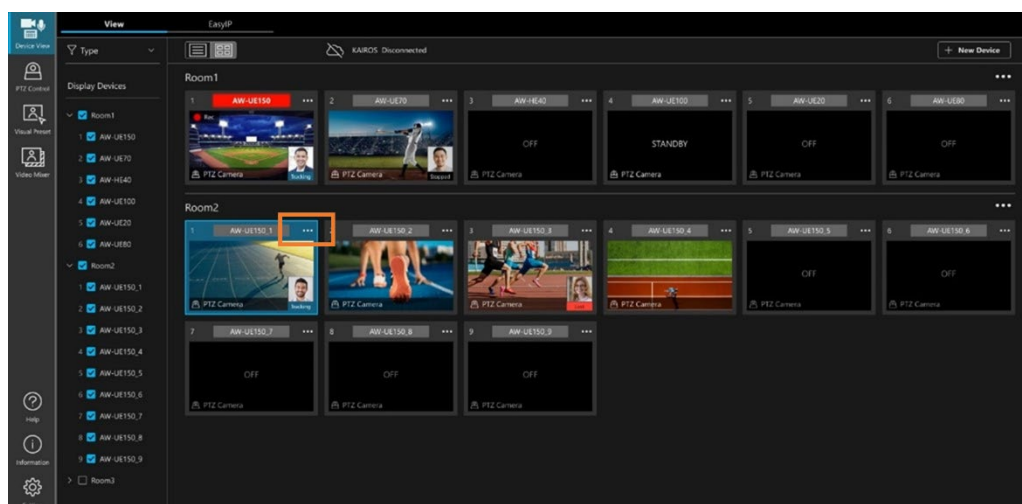 View
EasyIP
Device View
Type
KAIROS Disconnected
+ New Device
PTZ Control
Display Devices
Room1
Visual Preset
Video Mixer
Room1
1 AW-UE150
2 AW-UE70
3 AW-HE40
4 AW-UE100
5 AW-UE20
6 AW-UE80
Room2
1 AW-UE150_1
2 AW-UE150_2
3 AW-UE150_3
4 AW-UE150_4
5 AW-UE150_5
6 AW-UE150_6
7 AW-UE150_7
8 AW-UE150_8
9 AW-UE150_9
Room3
Help
Information
1 AW-UE150
Rec
PTZ Camera
Tracking
2 AW-UE70
PTZ Camera
Stopped
3 AW-HE40
OFF
PTZ Camera
4 AW-UE100
STANDBY
PTZ Camera
5 AW-UE20
OFF
PTZ Camera
6 AW-UE80
OFF
PTZ Camera
Room2
1 AW-UE150_1
PTZ Camera
Tracking
AW-UE150_2
PTZ Camera
3 AW-UE150_3
PTZ Camera
Lost
4 AW-UE150_4
PTZ Camera
5 AW-UE150_5
OFF
PTZ Camera
6 AW-UE150_6
OFF
PTZ Camera
7 AW-UE150_7
OFF
PTZ Camera
8 AW-UE150_8
OFF
PTZ Camera
9 AW-UE150_9
OFF
PTZ Camera